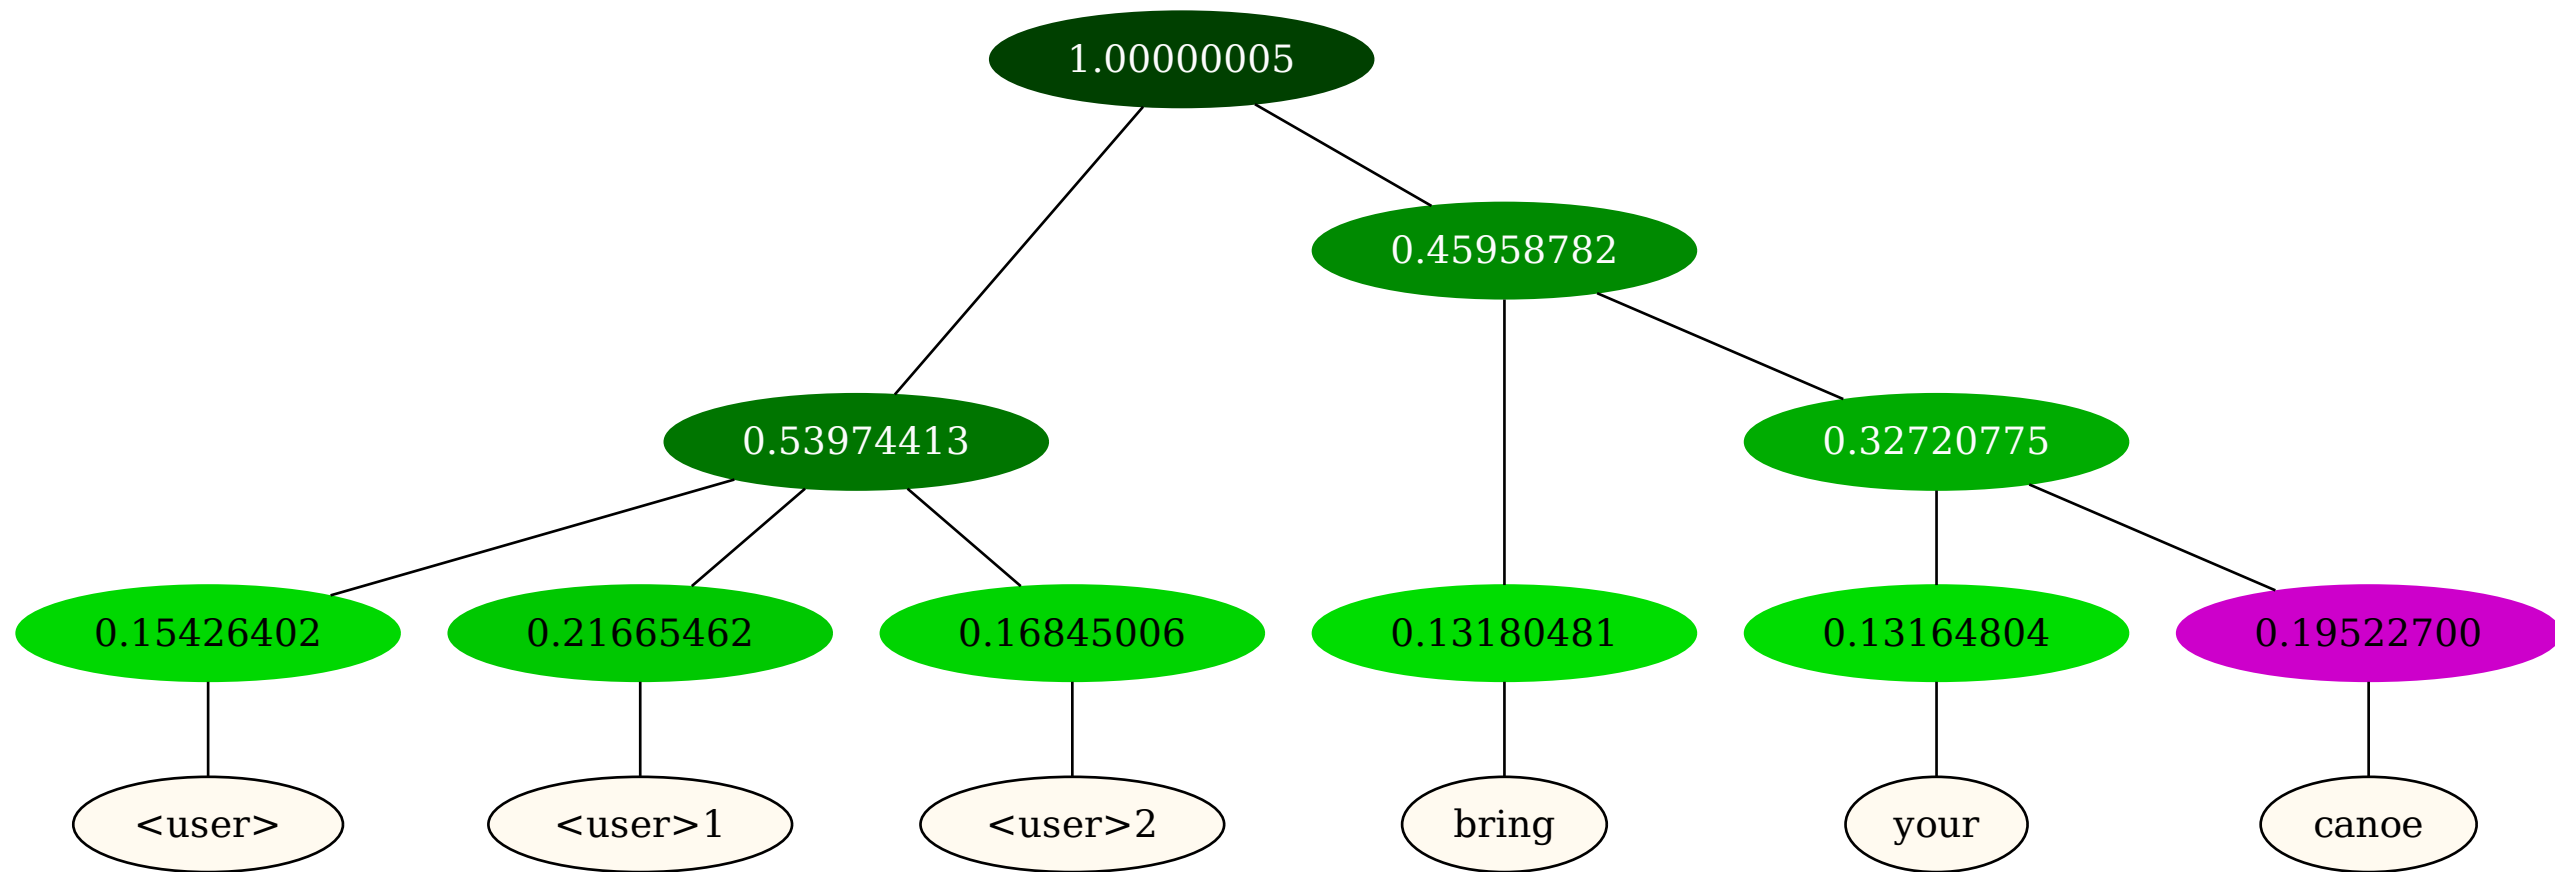 1.00000005
0.45958782
0.53974413 0.32720775
0.15426402 0.21665462 0.16845006 0.13180481 0.13164804 0.19522700
<user> <user>1 <user>2 bring your canoe